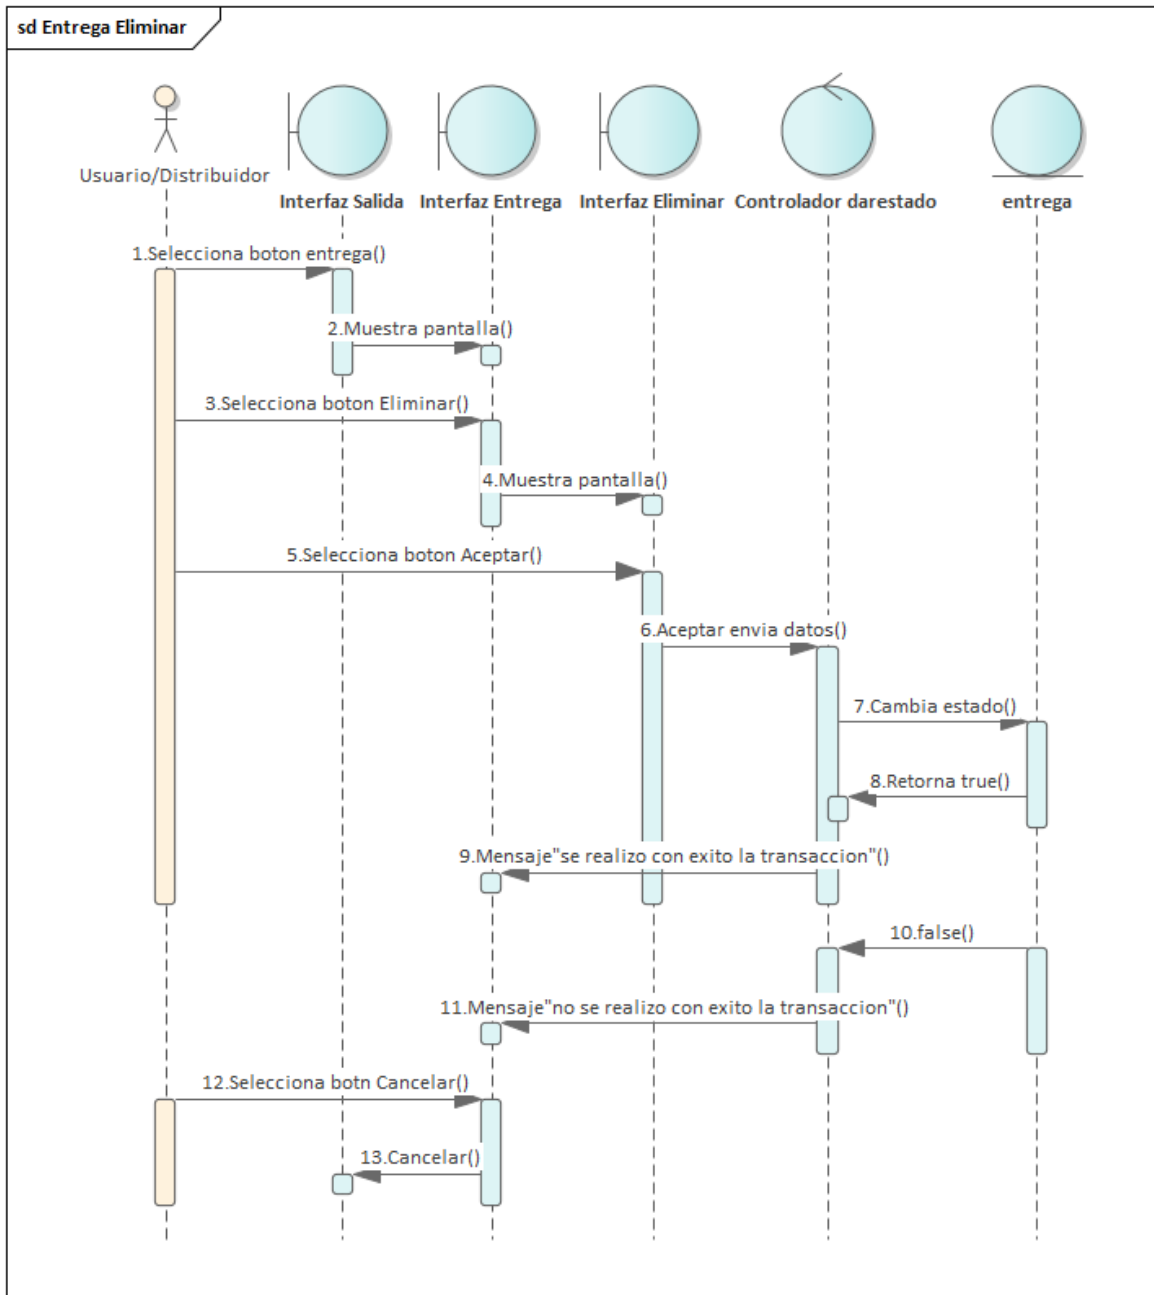 sd Entrega Eliminar
Usuario/Distribuidor
Interfaz Salida
Interfaz Entrega
Interfaz Eliminar
Controlador darestado
entrega
1.Selecciona boton entrega()
2.Muestra pantalla()
3.Selecciona boton Eliminar()
4.Muestra pantalla()
5.Selecciona boton Aceptar()
6.Aceptar envia datos()
7.Cambia estado()
8.Retorna true()
9.Mensaje"se realizo con exito la transaccion"()
10.false()
11.Mensaje"no se realizo con exito la transaccion"()
12.Selecciona botn Cancelar()
13.Cancelar()